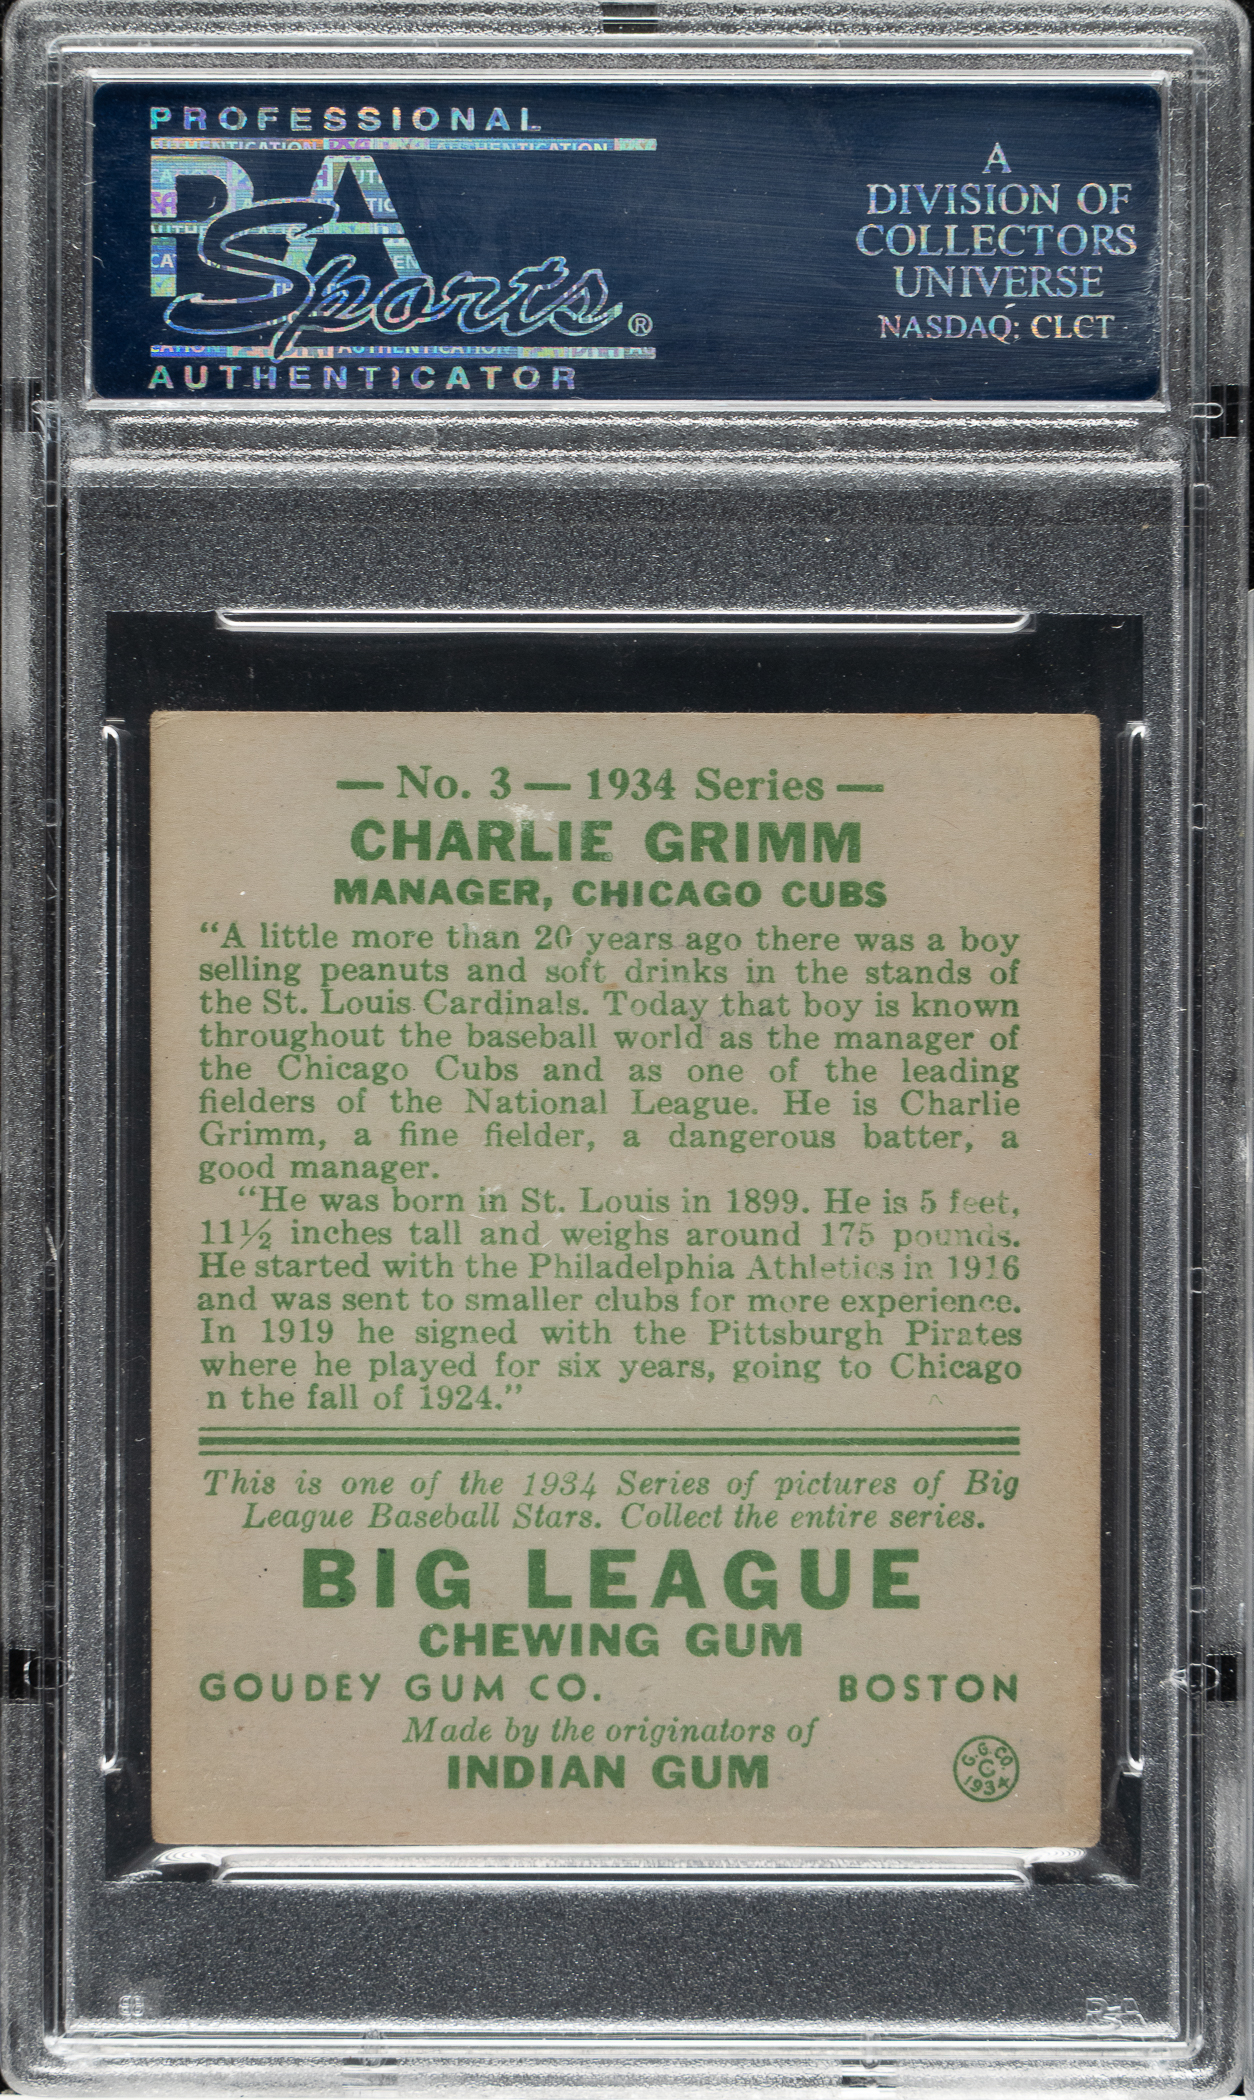 PROFESSIONAL
PSA
Sports®
AUTHENTICATOR
A
DIVISION OF
COLLECTORS
UNIVERSE
NASDAQ: CLCT
— No. 3 — 1934 Series —
CHARLIE GRIMM
MANAGER, CHICAGO CUBS
“A little more than 20 years ago there was a boy
selling peanuts and soft drinks in the stands of
the St. Louis Cardinals. Today that boy is known
throughout the baseball world as the manager of
the Chicago Cubs and as one of the leading
fielders of the National League. He is Charlie
Grimm, a fine fielder, a dangerous batter, a
good manager.
“He was born in St. Louis in 1899. He is 5 feet,
11½ inches tall and weighs around 175 pounds.
He started with the Philadelphia Athletics in 1916
and was sent to smaller clubs for more experience.
In 1919 he signed with the Pittsburgh Pirates
where he played for six years, going to Chicago
n the fall of 1924.”
This is one of the 1934 Series of pictures of Big
League Baseball Stars. Collect the entire series.
BIG LEAGUE
CHEWING GUM
GOUDEY GUM CO. BOSTON
Made by the originators of
INDIAN GUM
G.G.CO.
C
1934
PSA